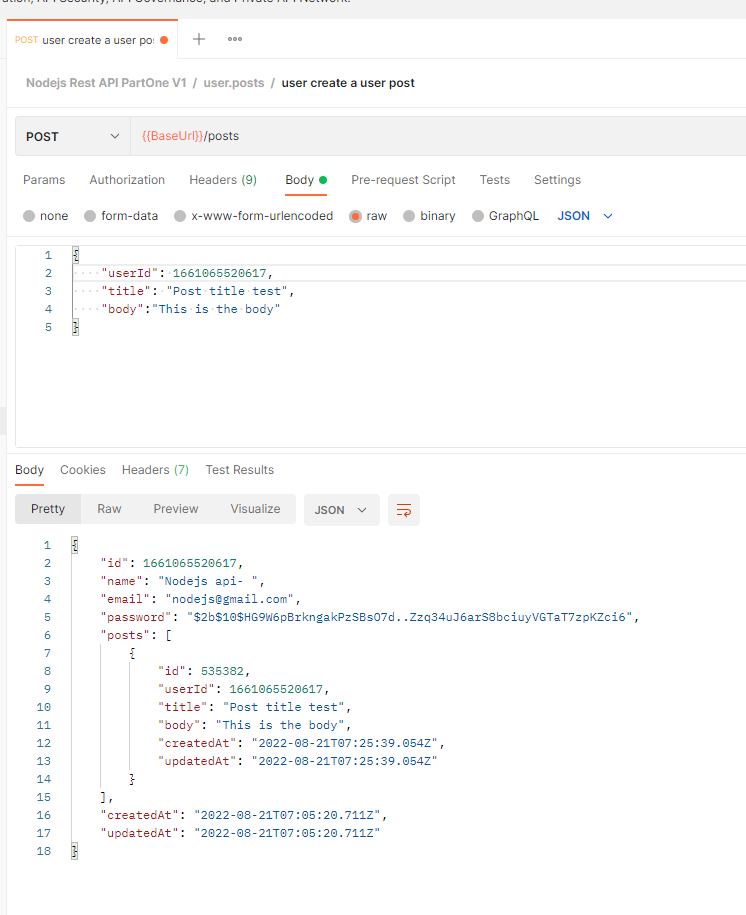 ution, API Security, API Governance, and Private API Network.
POST user create a user pos
Nodejs Rest API PartOne V1 / user.posts / user create a user post
POST {{BaseUrl}}/posts
Params Authorization Headers (9) Body Pre-request Script Tests Settings
none form-data x-www-form-urlencoded raw binary GraphQL JSON
1 {
2 "userId": 1661065520617,
3 "title": "Post title test",
4 "body":"This is the body"
5 }
Body Cookies Headers (7) Test Results
Pretty Raw Preview Visualize JSON
1 {
2 "id": 1661065520617,
3 "name": "Nodejs api- ",
4 "email": "nodejs@gmail.com",
5 "password": "$2b$10$HG9W6pBrkngakPzSBsO7d..Zzq34uJ6arS8bciuyVGTaT7zpKZci6",
6 "posts": [
7 {
8 "id": 535382,
9 "userId": 1661065520617,
10 "title": "Post title test",
11 "body": "This is the body",
12 "createdAt": "2022-08-21T07:25:39.054Z",
13 "updatedAt": "2022-08-21T07:25:39.054Z"
14 }
15 ],
16 "createdAt": "2022-08-21T07:05:20.711Z",
17 "updatedAt": "2022-08-21T07:05:20.711Z"
18 }